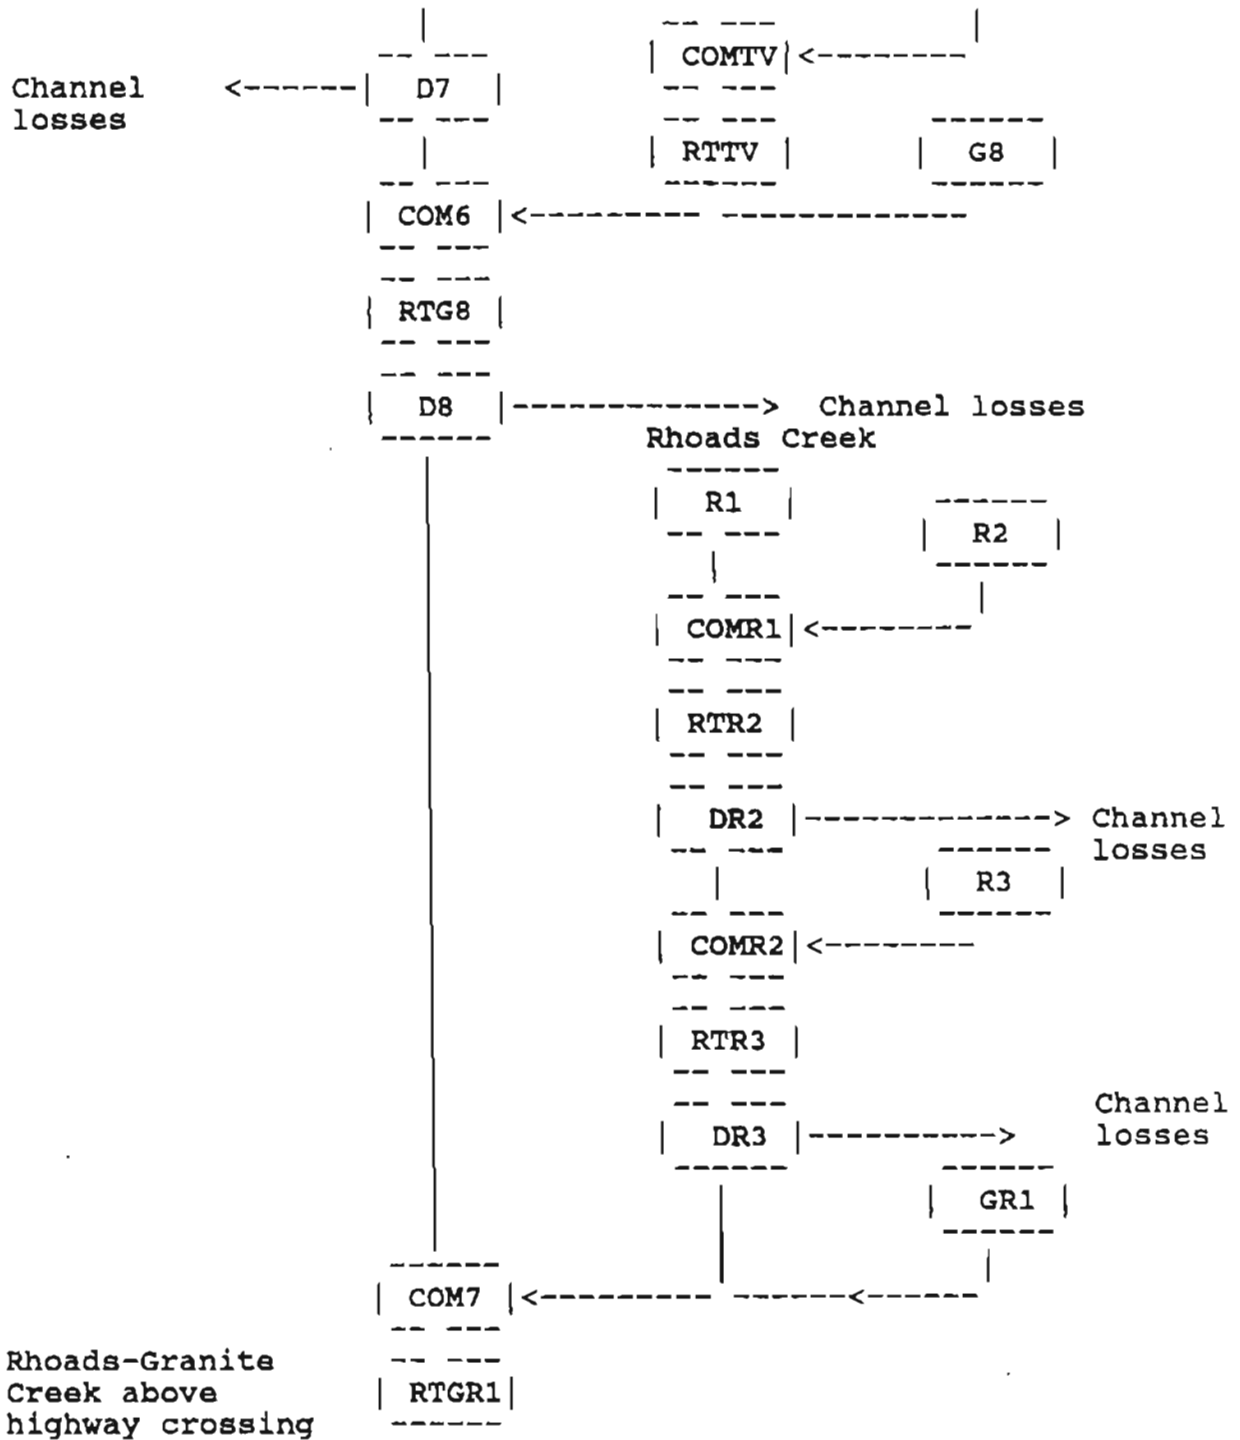 COMTV
Channel
losses
D7
RTTV
G8
COM6
RTG8
D8
Channel losses
Rhoads Creek
R1
R2
COMR1
RTR2
DR2
Channel
losses
R3
COMR2
RTR3
Channel
losses
DR3
GR1
COM7
Rhoads-Granite
Creek above
highway crossing
RTGR1